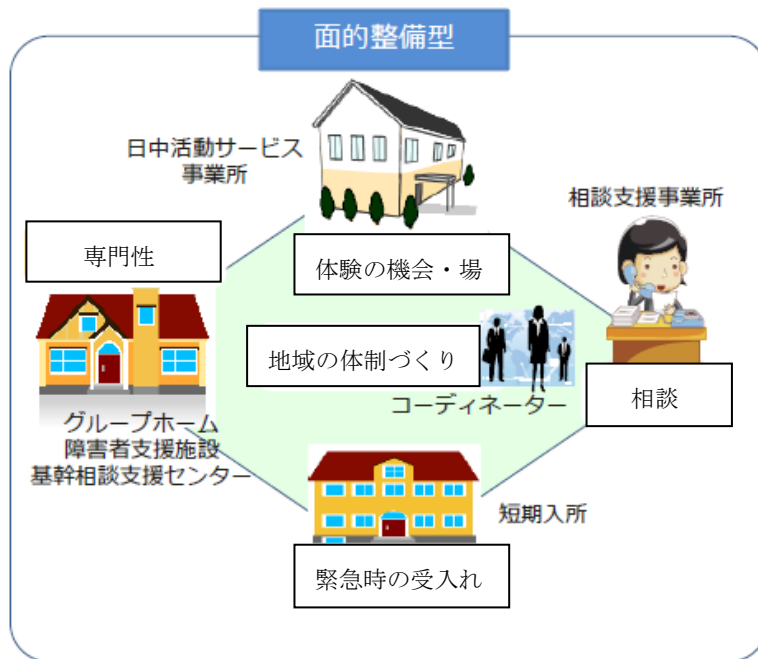 面的整備型
日中活動サービス
事業所
相談支援事業所
専門性
体験の機会・場
地域の体制づくり
コーディネーター
相談
グループホーム
障害者支援施設
基幹相談支援センター
短期入所
緊急時の受入れ